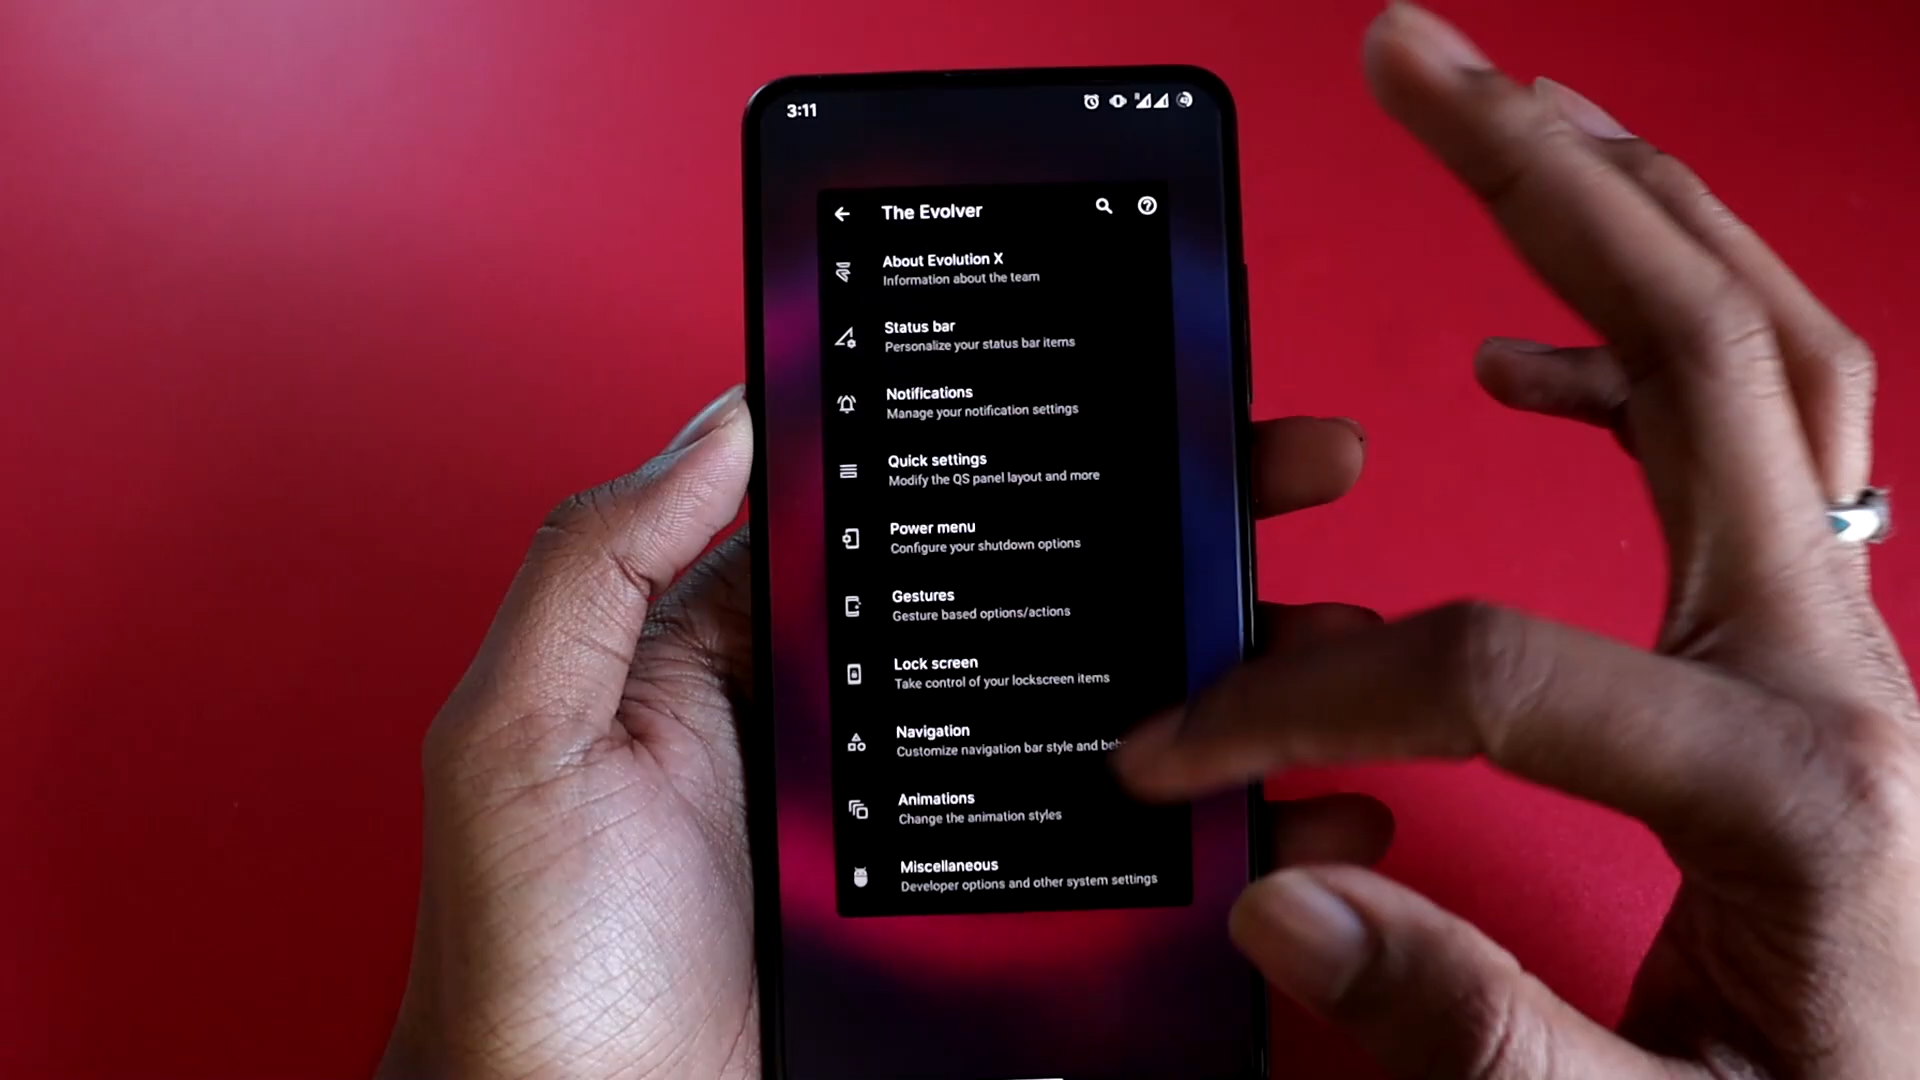 3:11
The Evolver
About Evolution X
Information about the team
Status bar
Personalize your status bar items
Notifications
Manage your notification settings
Quick settings
Modify the QS panel layout and more
Power menu
Configure your shutdown options
Gestures
Gesture based options/actions
Lock screen
Take control of your lockscreen items
Navigation
Customize navigation bar style and
Animations
Change the animation styles
Miscellaneous
Developer options and other system settings